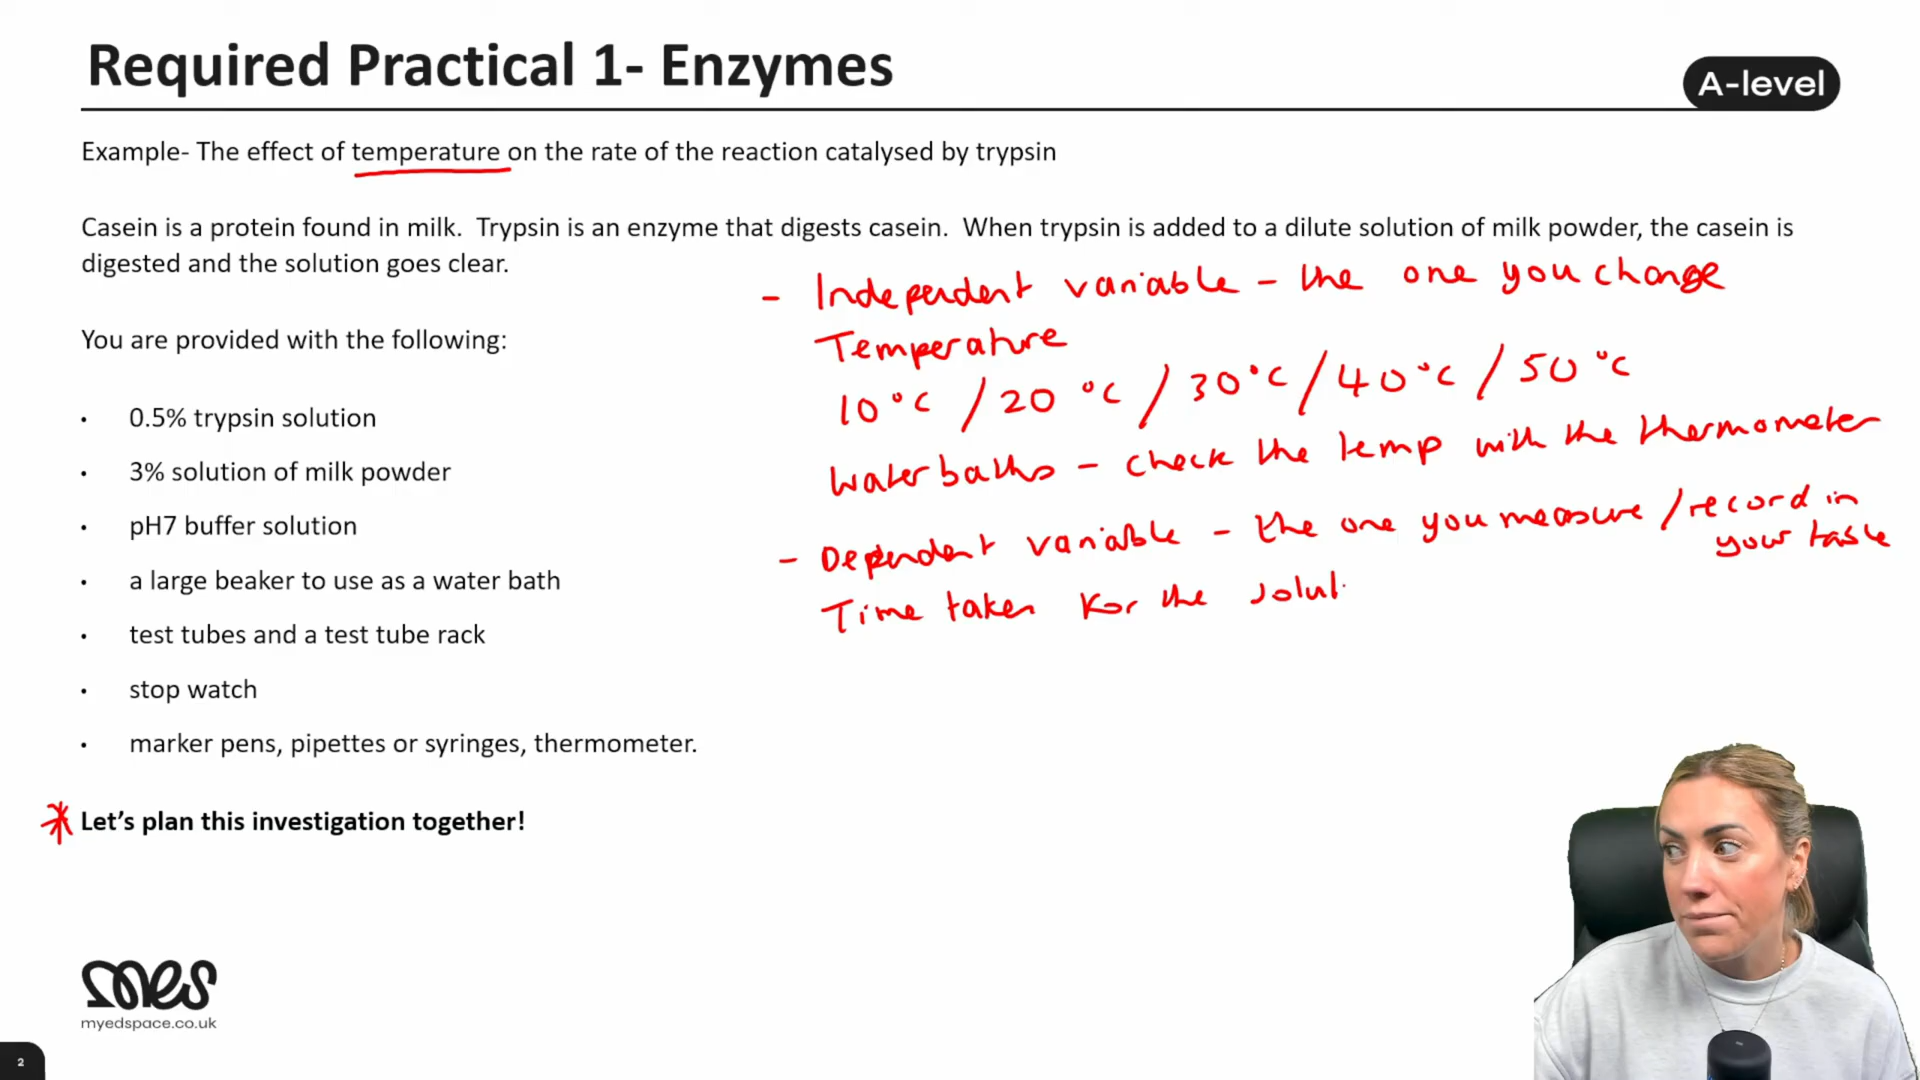 Required Practical 1- Enzymes
A-level
Example- The effect of temperature on the rate of the reaction catalysed by trypsin
Casein is a protein found in milk. Trypsin is an enzyme that digests casein. When trypsin is added to a dilute solution of milk powder, the casein is
digested and the solution goes clear.
- Independent variable - the one you change
Temperature
10°C / 20°C / 30°C / 40°C / 50°C
Water baths - check the temp with the thermometer
- Dependent variable - the one you measure / record in
your table
Time taken for the solut
You are provided with the following:
• 0.5% trypsin solution
• 3% solution of milk powder
• pH7 buffer solution
• a large beaker to use as a water bath
• test tubes and a test tube rack
• stop watch
• marker pens, pipettes or syringes, thermometer.
* Let's plan this investigation together!
mes
myedspace.co.uk
2